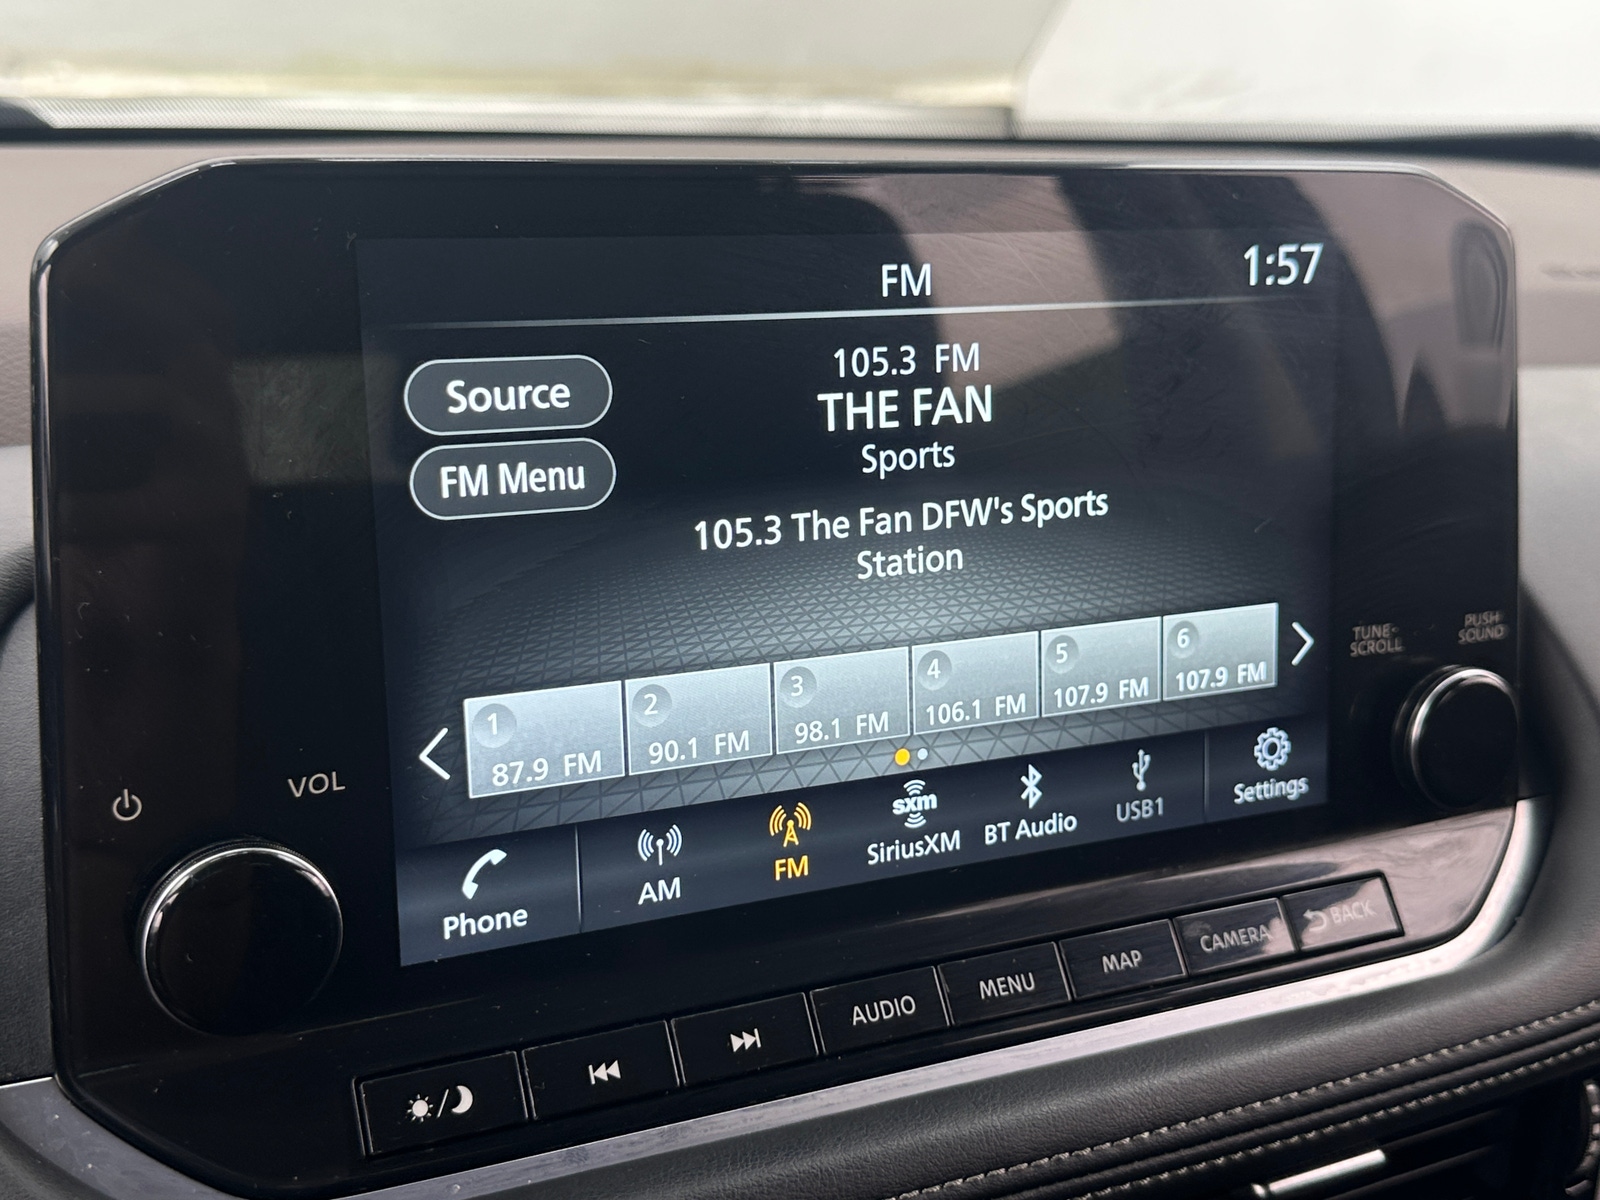 FM
1:57
Source
FM Menu
105.3 FM
THE FAN
Sports
105.3 The Fan DFW's Sports
Station
1
87.9 FM
2
90.1 FM
3
98.1 FM
4
106.1 FM
5
107.9 FM
6
107.9 FM
Phone
AM
FM
sxm
SiriusXM
BT Audio
USB1
Settings
VOL
TUNE·
SCROLL
PUSH
SOUND
AUDIO
MENU
MAP
CAMERA
BACK